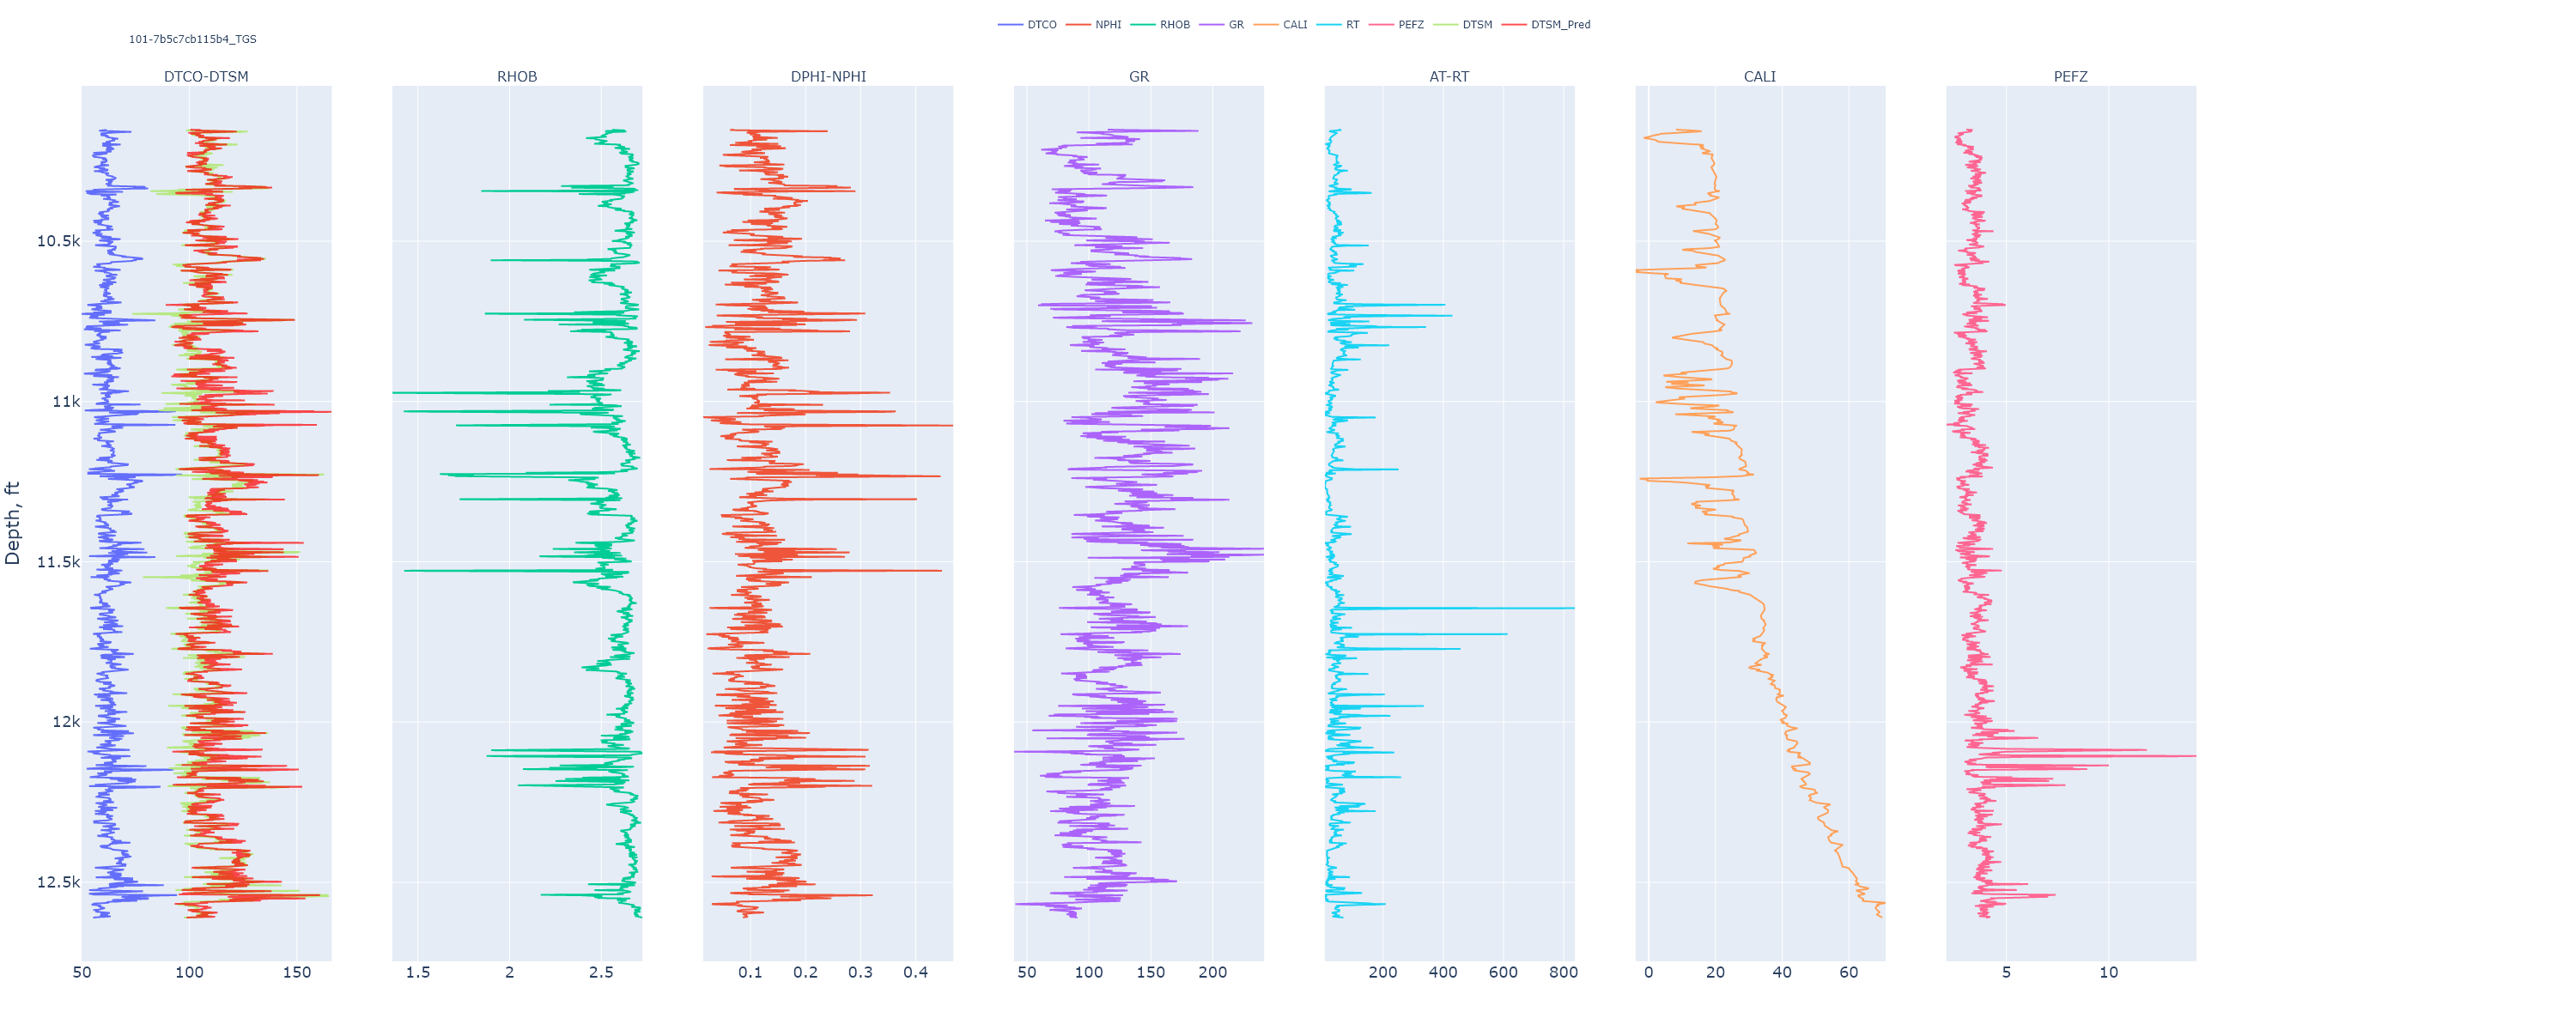 DTCO NPHI RHOB GR CALI RT PEFZ DTSM DTSM_Pred
101-7b5c7cb115b4_TGS
DTCO-DTSM RHOB DPHI-NPHI GR AT-RT CALI PEFZ
10.5k
11k
Depth, ft
11.5k
12k
12.5k
50 100 150 1.5 2 2.5 0.1 0.2 0.3 0.4 50 100 150 200 200 400 600 800 0 20 40 60 5 10